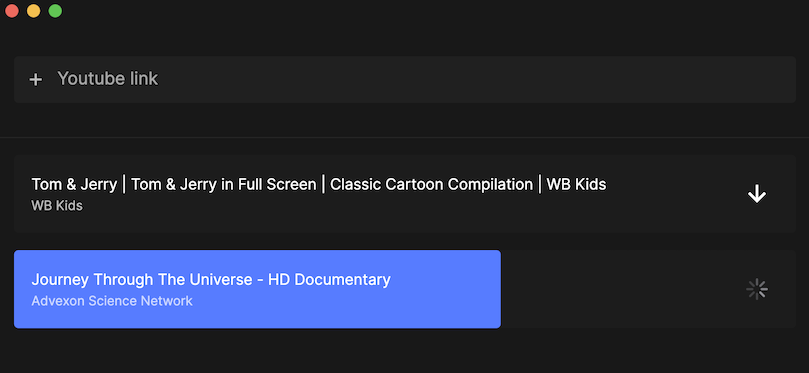 Youtube link
Tom & Jerry | Tom & Jerry in Full Screen | Classic Cartoon Compilation | WB Kids
WB Kids
Journey Through The Universe - HD Documentary
Advexon Science Network